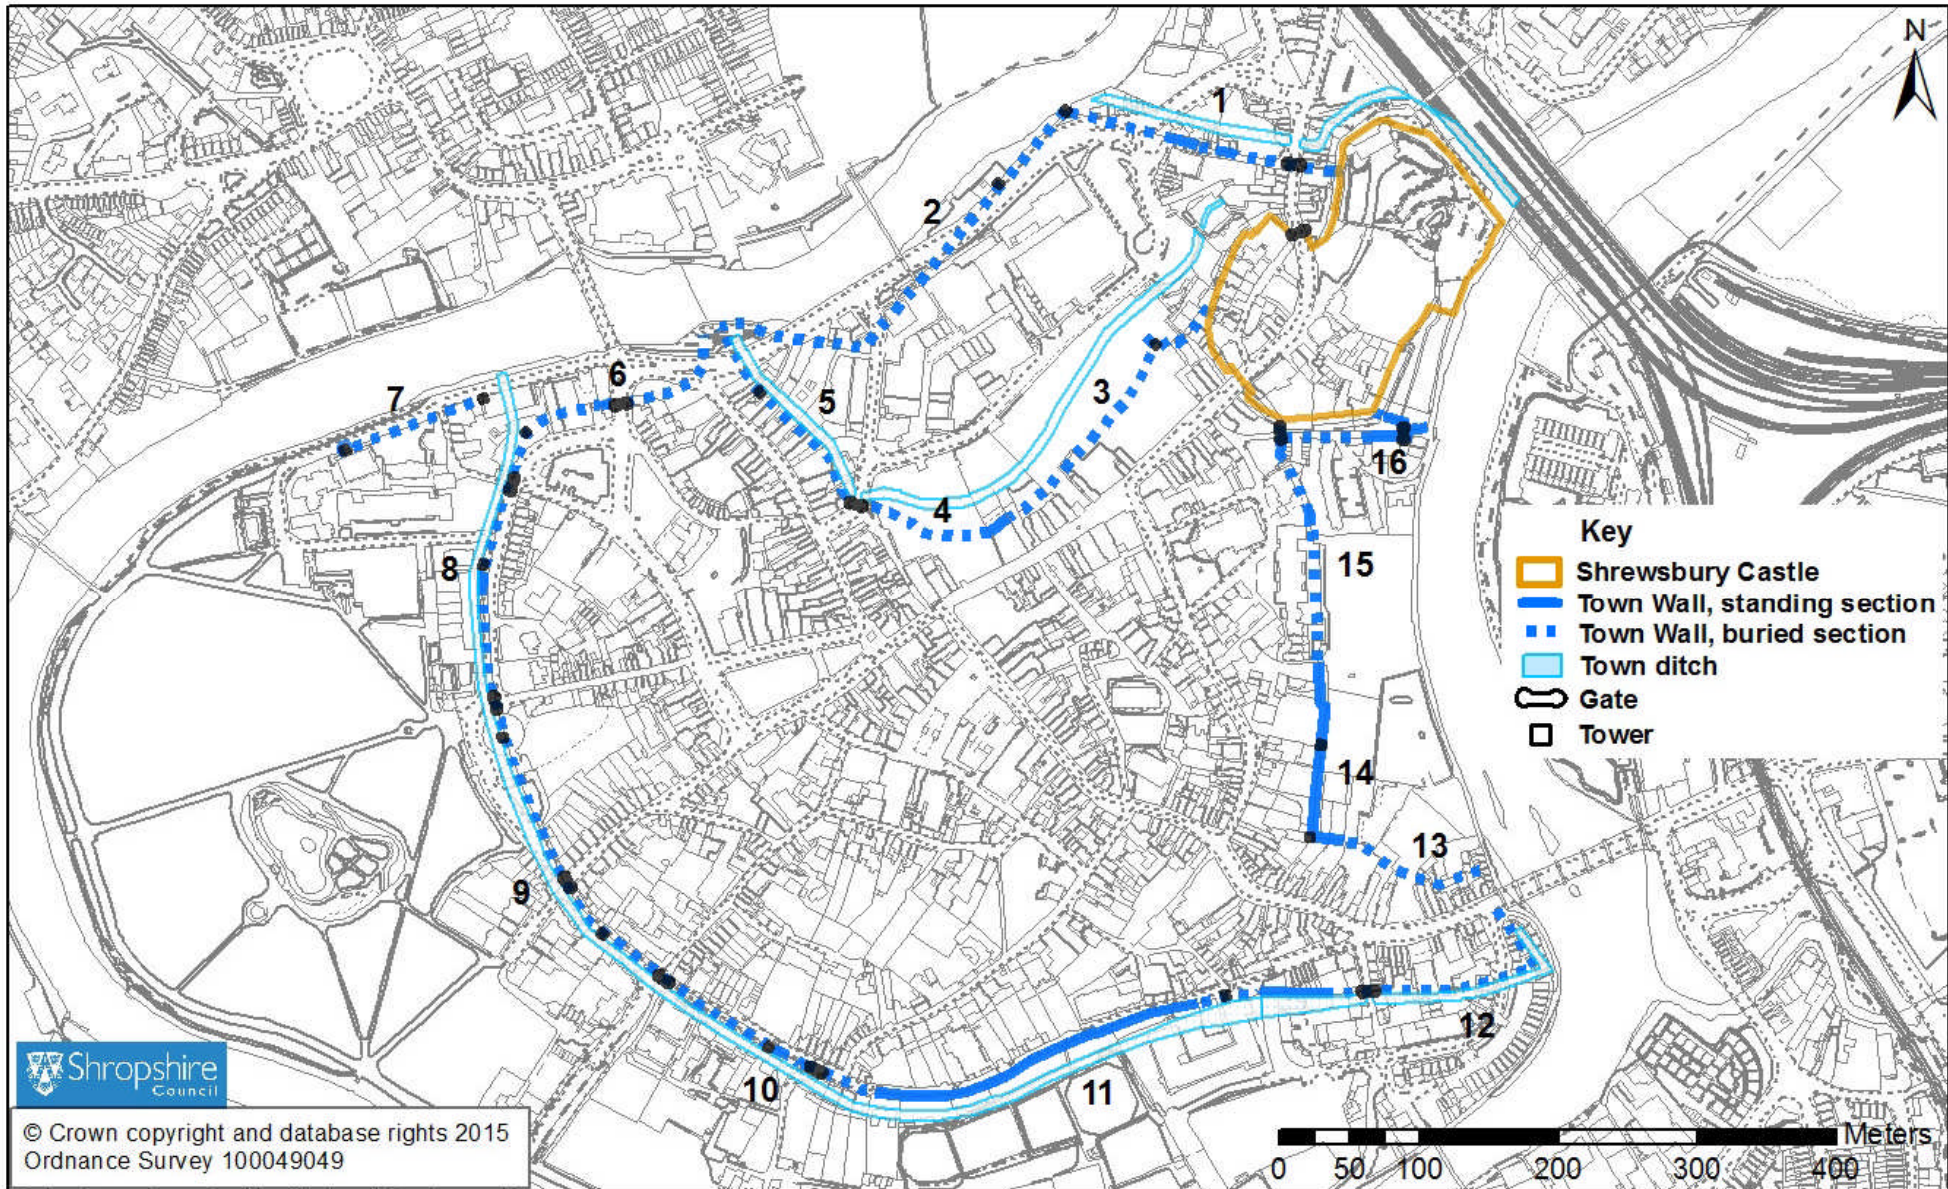 N
1
2
3
4
5
6
7
8
9
10
11
12
13
14
15
16
Key
Shrewsbury Castle
Town Wall, standing section
Town Wall, buried section
Town ditch
Gate
Tower
Shropshire
Council
© Crown copyright and database rights 2015
Ordnance Survey 100049049
Meters
0 50 100 200 300 400